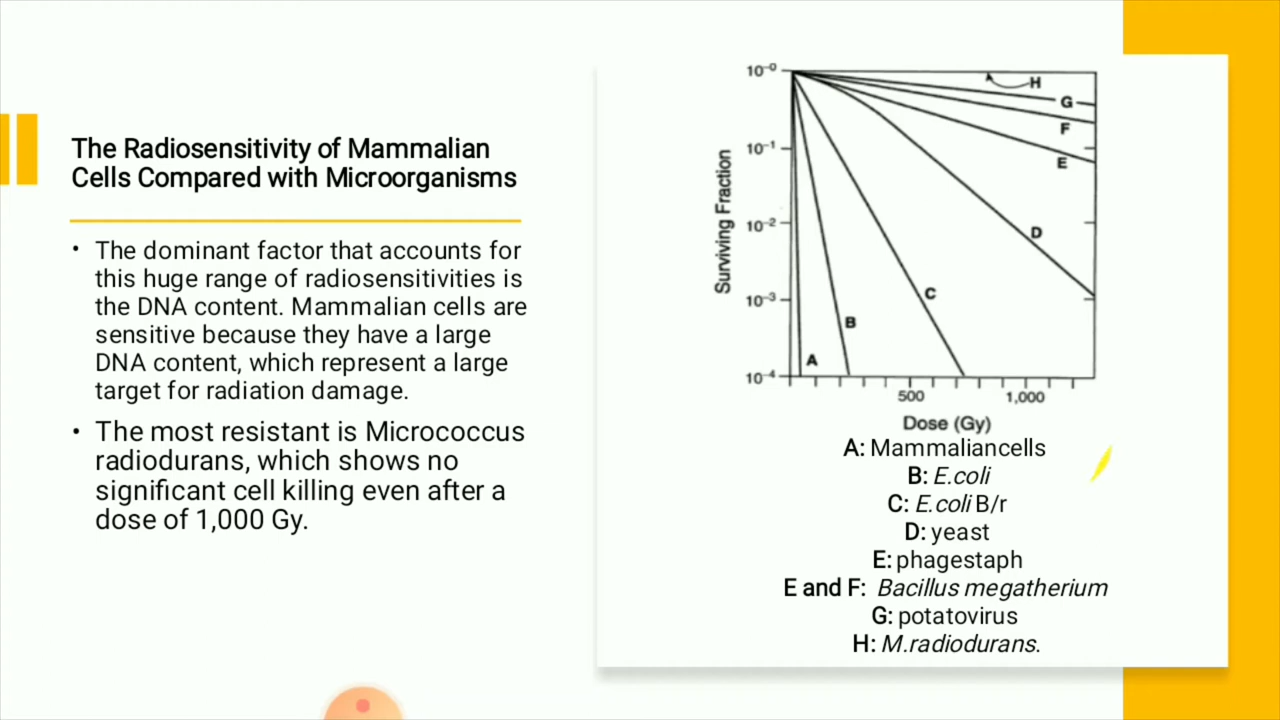 The Radiosensitivity of Mammalian
Cells Compared with Microorganisms
• The dominant factor that accounts for
this huge range of radiosensitivities is
the DNA content. Mammalian cells are
sensitive because they have a large
DNA content, which represent a large
target for radiation damage.
• The most resistant is Micrococcus
radiodurans, which shows no
significant cell killing even after a
dose of 1,000 Gy.
Surviving Fraction
10⁻⁰
10⁻¹
10⁻²
10⁻³
10⁻⁴
H
G
F
E
D
C
B
A
500 1,000
Dose (Gy)
A: Mammaliancells
B: E.coli
C: E.coli B/r
D: yeast
E: phagestaph
E and F: Bacillus megatherium
G: potatovirus
H: M.radiodurans.